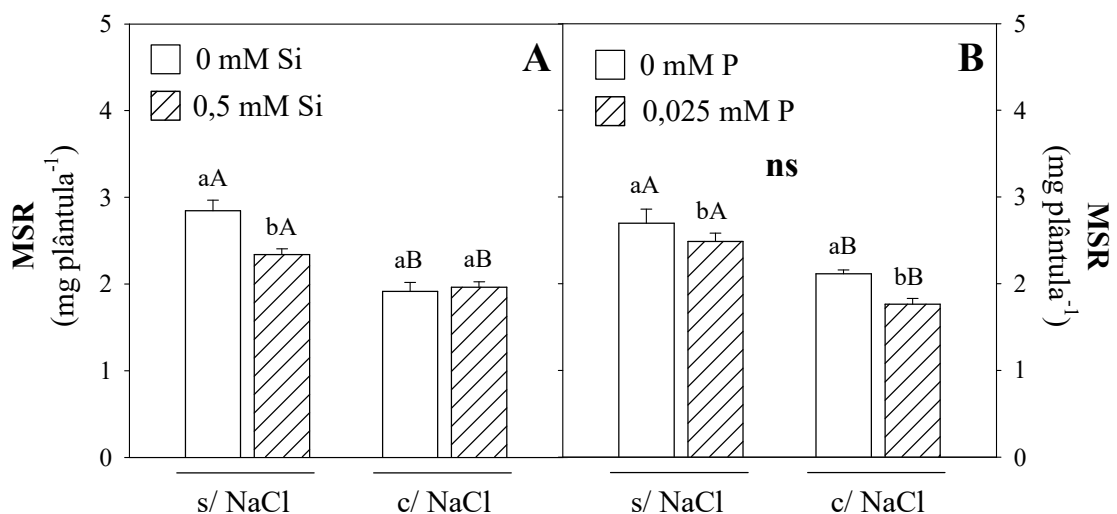 5
4
3
2
1
0
MSR
(mg plântula⁻¹)
0 mM Si
0,5 mM Si
A
aA
bA
aB
aB
s/ NaCl
c/ NaCl
0 mM P
0,025 mM P
B
ns
aA
bA
aB
bB
s/ NaCl
c/ NaCl
5
4
3
2
1
0
MSR
(mg plântula⁻¹)